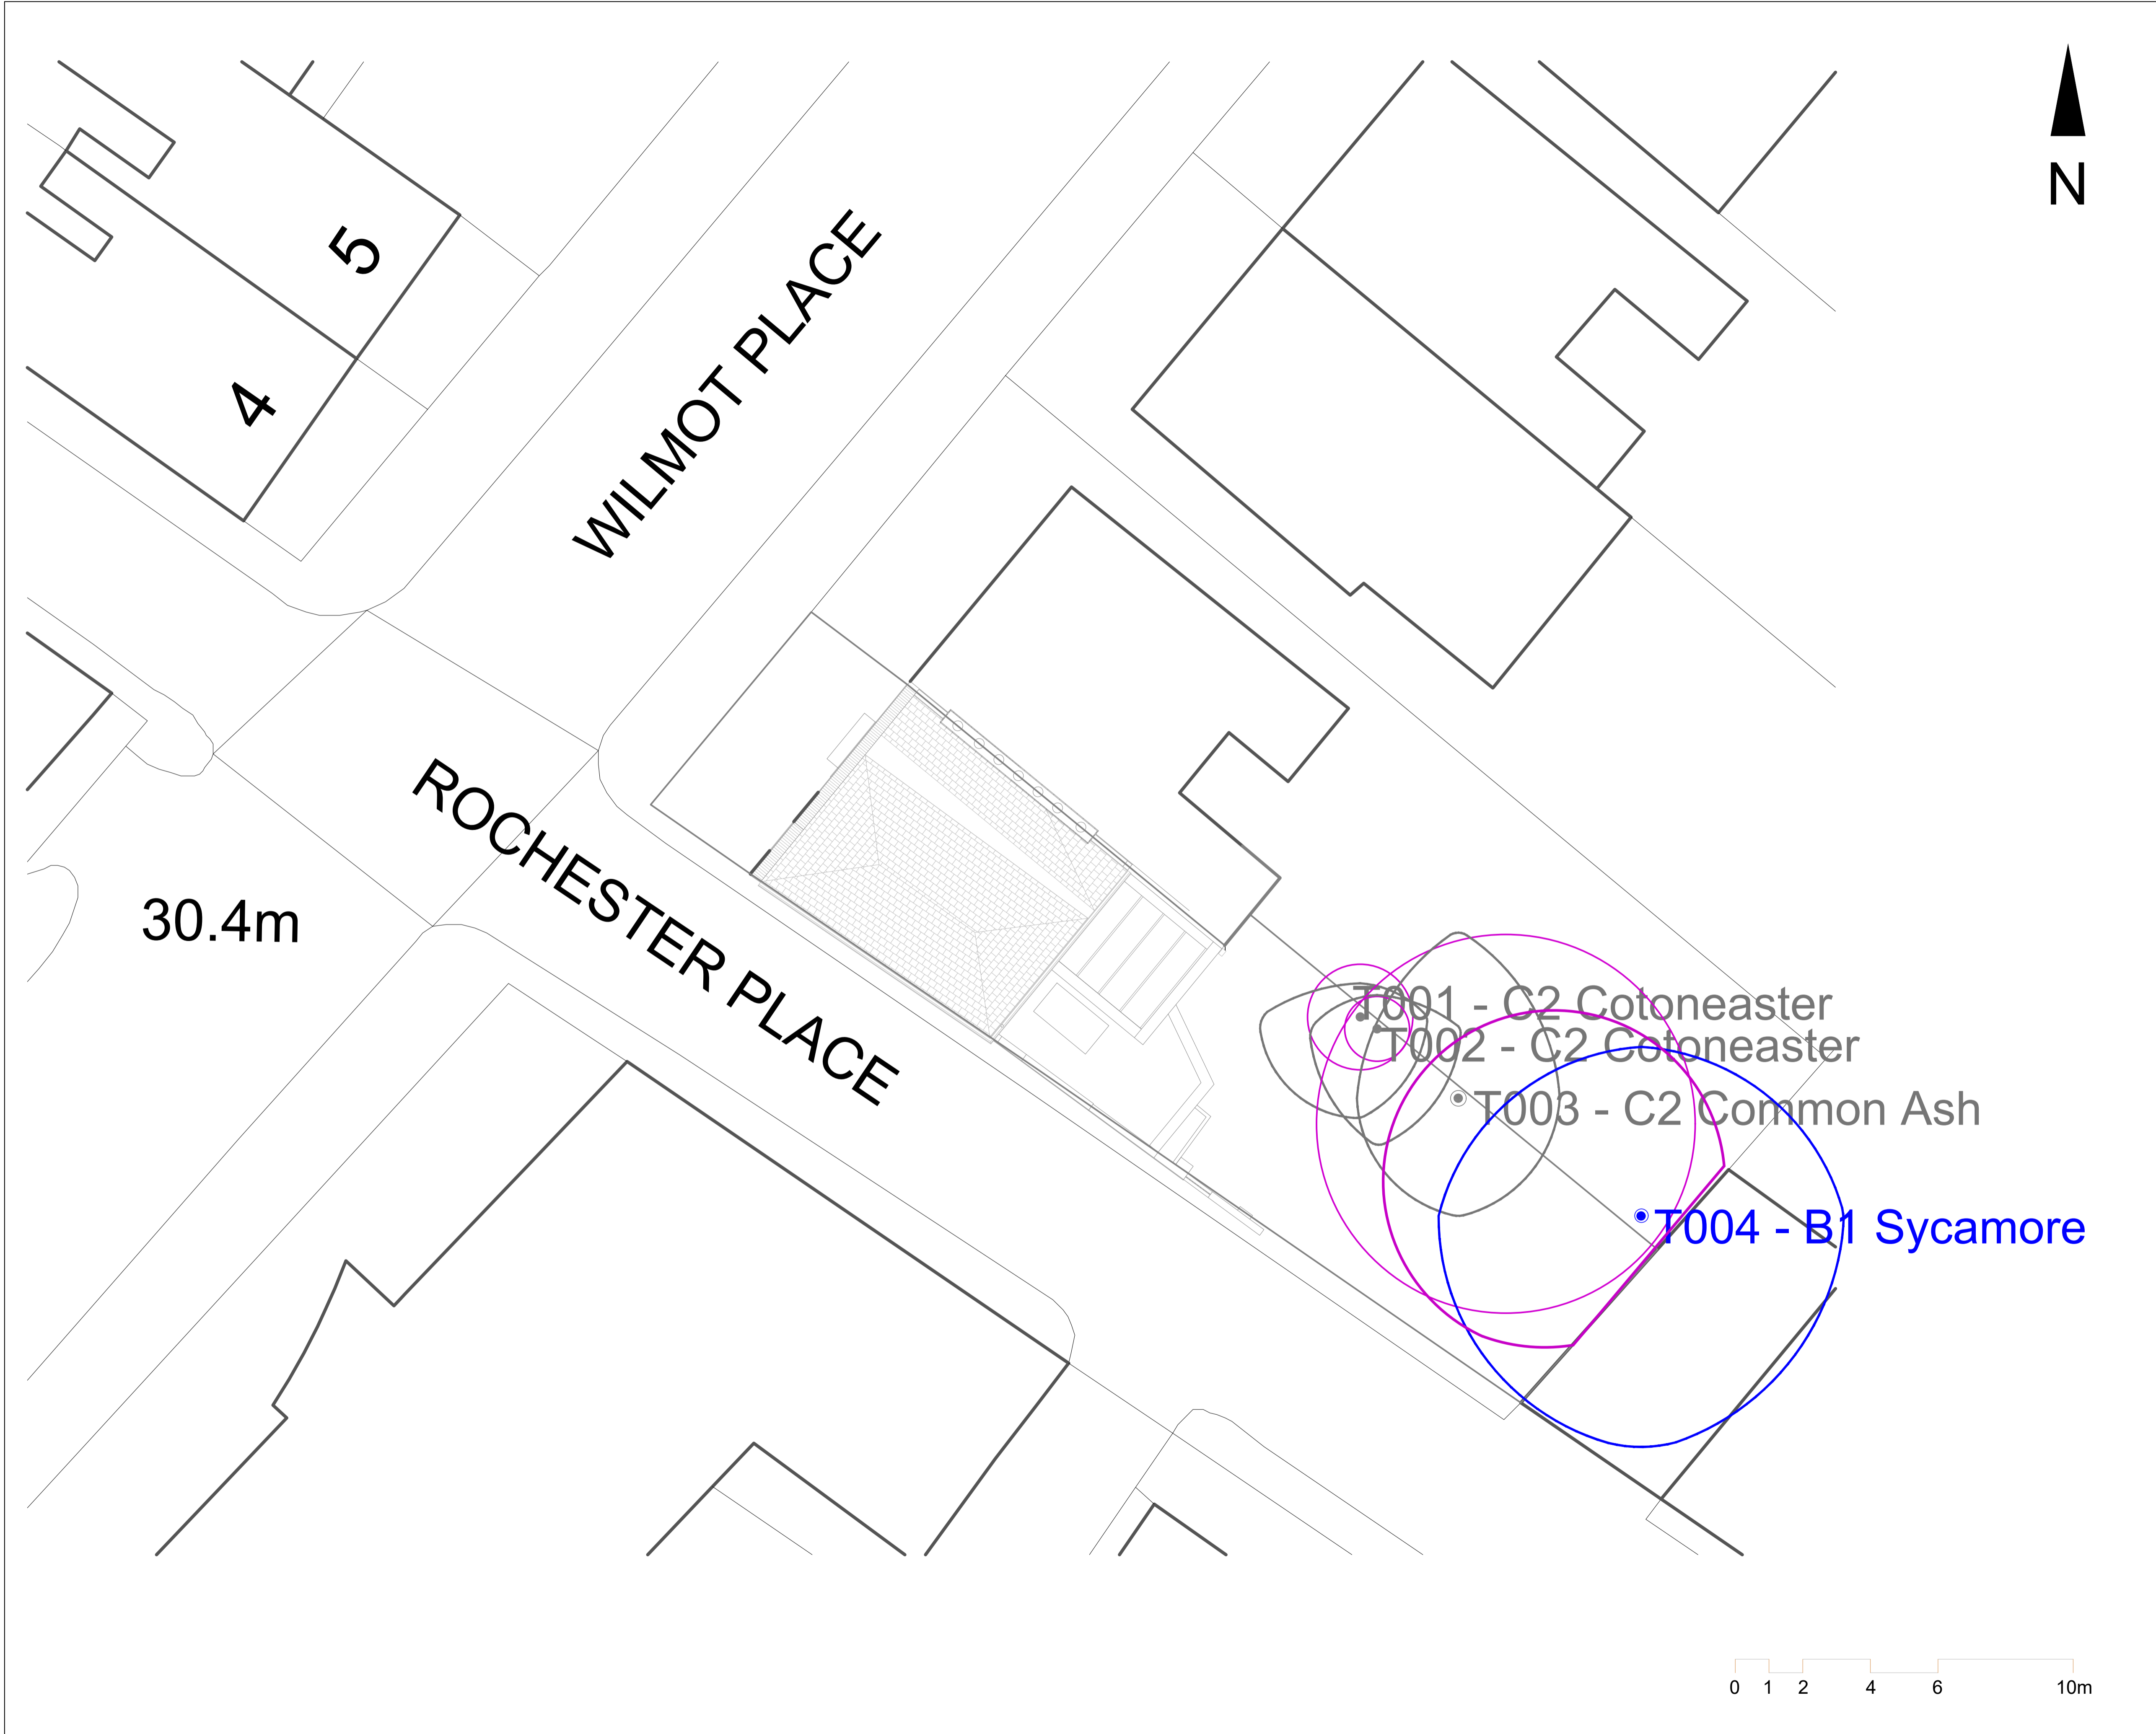 N
5
4
WILMOT PLACE
ROCHESTER PLACE
30.4m
T001 - C2 Cotoneaster
T002 - C2 Cotoneaster
T003 - C2 Common Ash
T004 - B1 Sycamore
0 1 2 4 6 10m